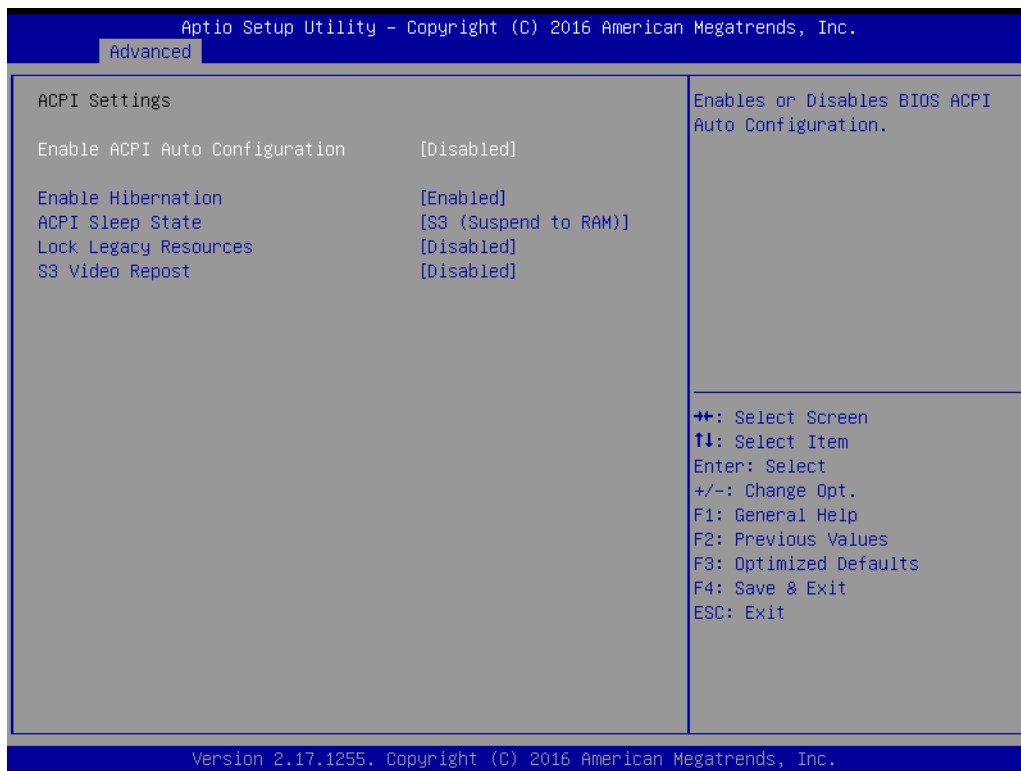 Aptio Setup Utility – Copyright (C) 2016 American Megatrends, Inc.
Advanced
ACPI Settings
Enable ACPI Auto Configuration [Disabled]
Enable Hibernation [Enabled]
ACPI Sleep State [S3 (Suspend to RAM)]
Lock Legacy Resources [Disabled]
S3 Video Repost [Disabled]
Enables or Disables BIOS ACPI
Auto Configuration.
→←: Select Screen
↑↓: Select Item
Enter: Select
+/-: Change Opt.
F1: General Help
F2: Previous Values
F3: Optimized Defaults
F4: Save & Exit
ESC: Exit
Version 2.17.1255. Copyright (C) 2016 American Megatrends, Inc.